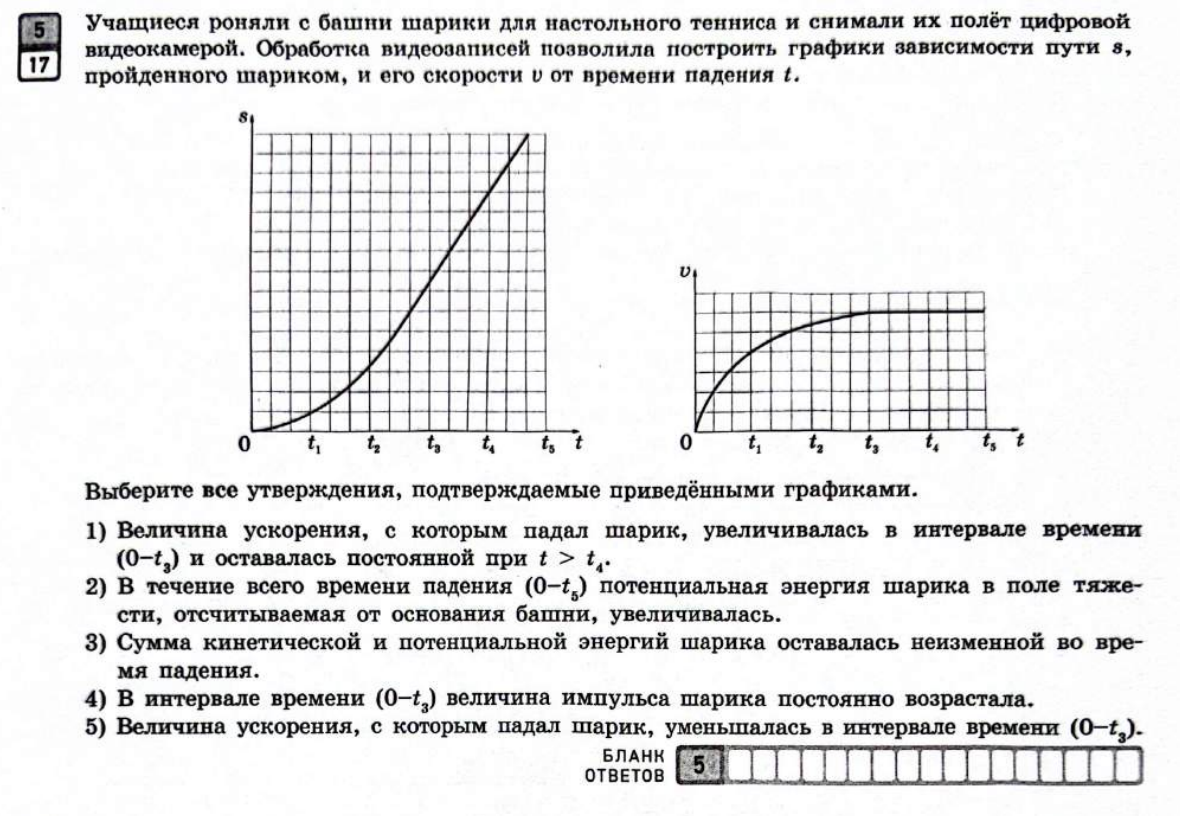 5
17
Учащиеся роняли с башни шарики для настольного тенниса и снимали их полёт цифровой
видеокамерой. Обработка видеозаписей позволила построить графики зависимости пути s,
пройденного шариком, и его скорости υ от времени падения t.
s
0 t₁ t₂ t₃ t₄ t₅ t
υ
0 t₁ t₂ t₃ t₄ t₅ t
Выберите все утверждения, подтверждаемые приведёнными графиками.
1) Величина ускорения, с которым падал шарик, увеличивалась в интервале времени
(0–t₃) и оставалась постоянной при t > t₄.
2) В течение всего времени падения (0–t₅) потенциальная энергия шарика в поле тяже-
сти, отсчитываемая от основания башни, увеличивалась.
3) Сумма кинетической и потенциальной энергий шарика оставалась неизменной во вре-
мя падения.
4) В интервале времени (0–t₃) величина импульса шарика постоянно возрастала.
5) Величина ускорения, с которым падал шарик, уменьшалась в интервале времени (0–t₃).
БЛАНК
ОТВЕТОВ
5